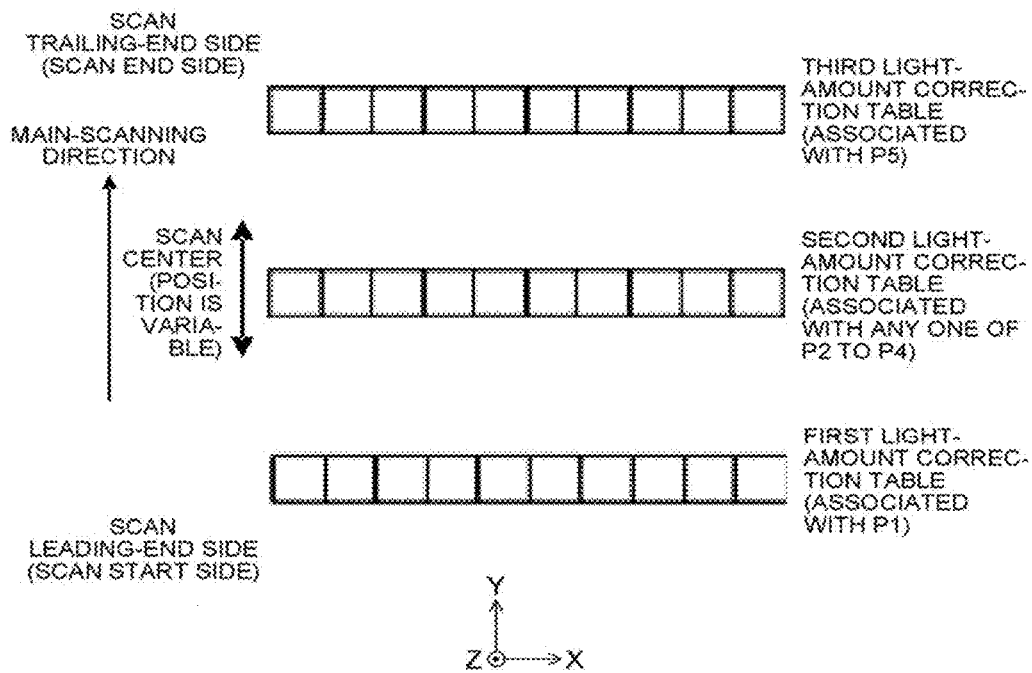 SCAN
TRAILING-END SIDE
(SCAN END SIDE)
THIRD LIGHT-
AMOUNT CORREC-
TION TABLE
(ASSOCIATED
WITH P5)
MAIN-SCANNING
DIRECTION
SCAN
CENTER
(POSI-
TION IS
VARIA-
BLE)
SECOND LIGHT-
AMOUNT CORREC-
TION TABLE
(ASSOCIATED
WITH ANY ONE OF
P2 TO P4)
FIRST LIGHT-
AMOUNT CORREC-
TION TABLE
(ASSOCIATED
WITH P1)
SCAN
LEADING-END SIDE
(SCAN START SIDE)
Y
Z X